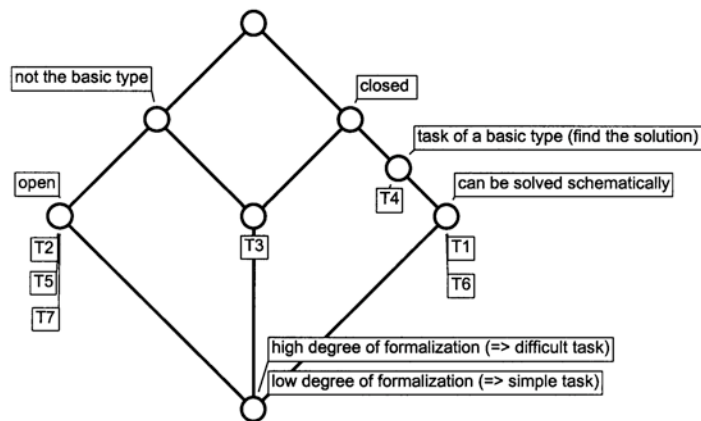 not the basic type
closed
task of a basic type (find the solution)
open
T4
can be solved schematically
T2
T3
T1
T5
T6
T7
high degree of formalization (=> difficult task)
low degree of formalization (=> simple task)